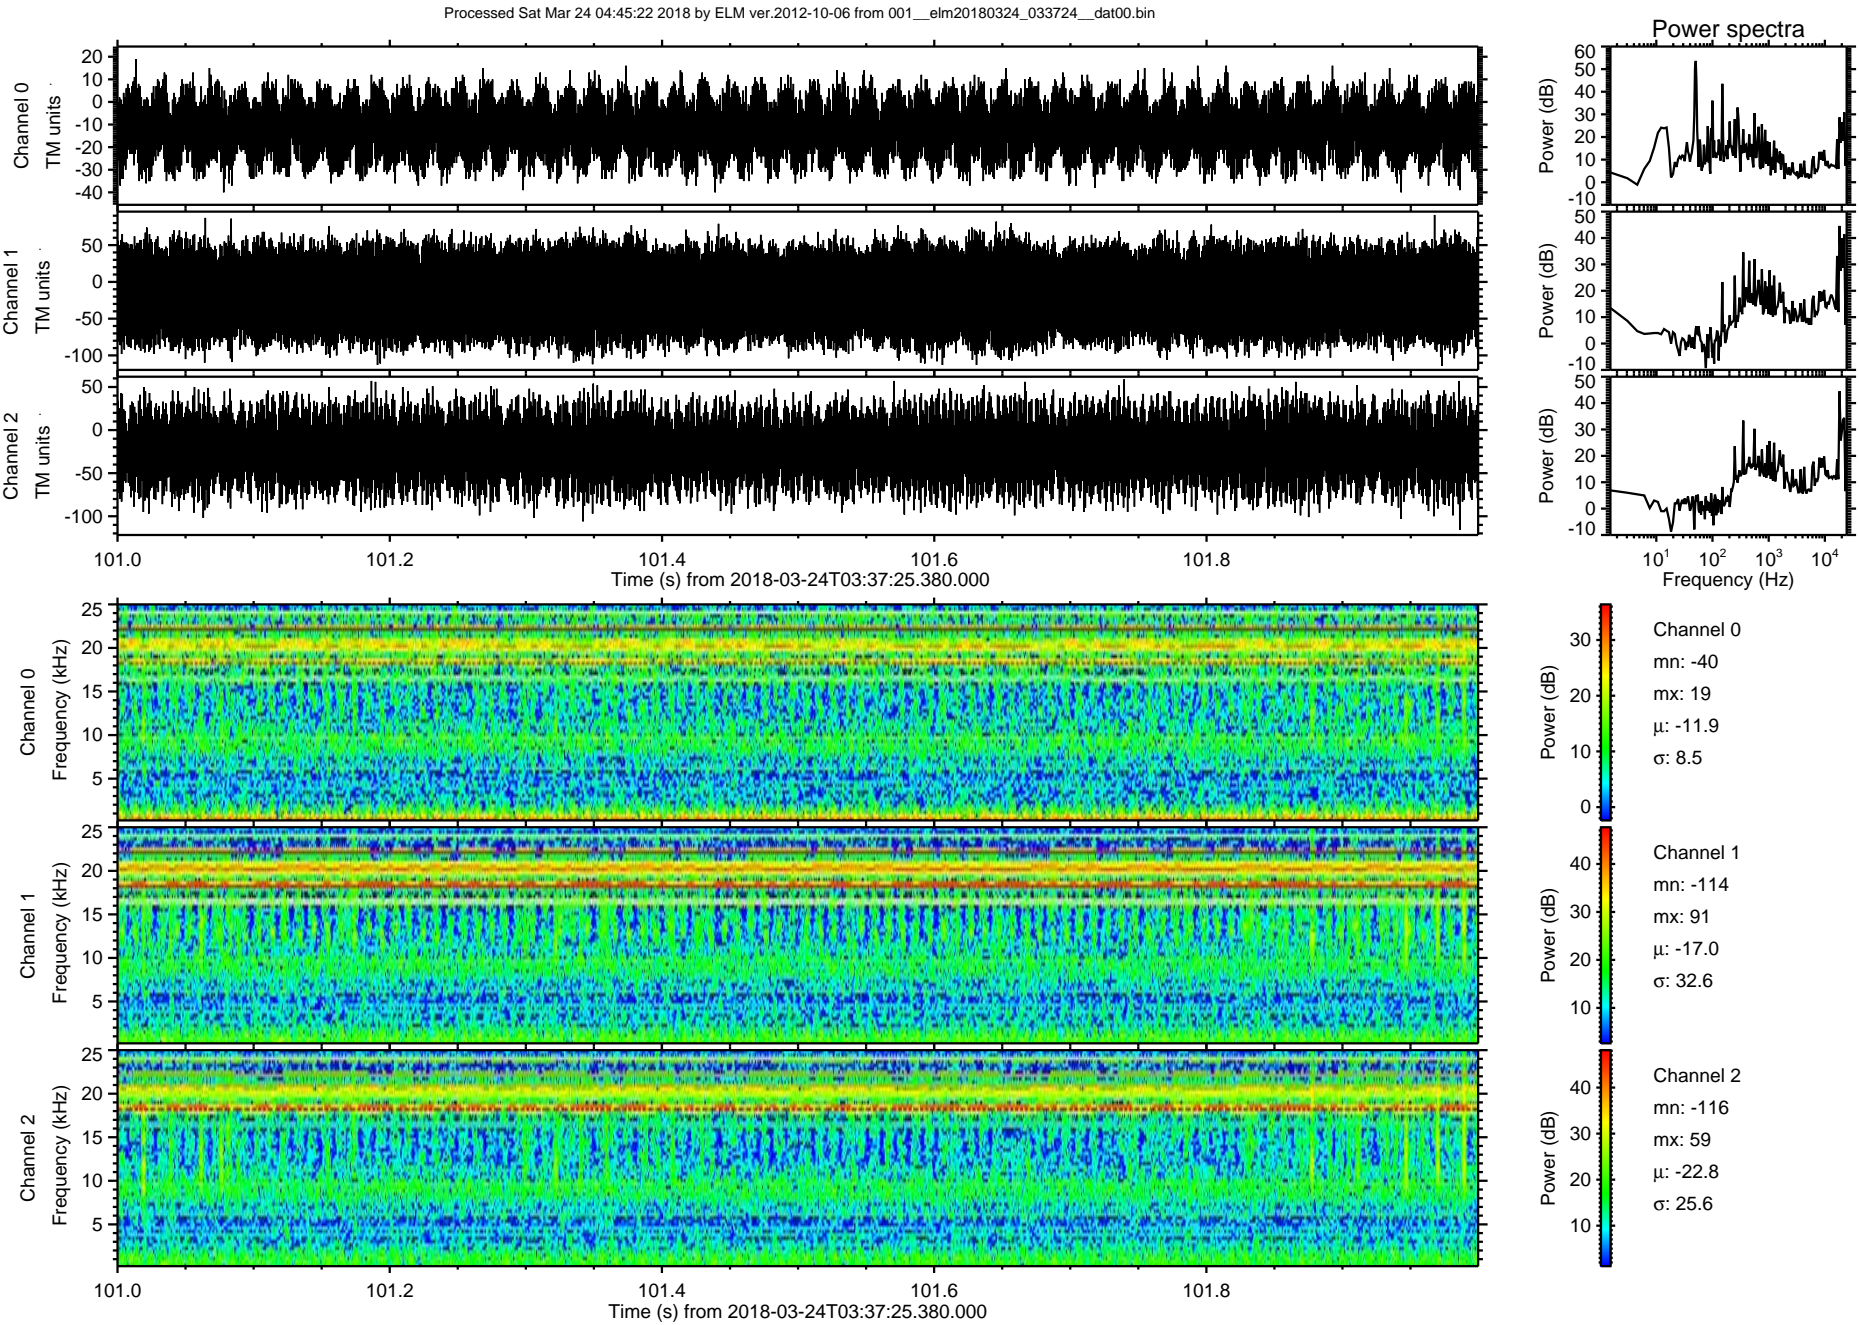 Processed Sat Mar 24 04:45:22 2018 by ELM ver.2012-10-06 from 001__elm20180324_033724__dat00.bin
Power spectra
Channel 0
TM units
20
10
0
-10
-20
-30
-40
Power (dB)
60
50
40
30
20
10
0
-10
Channel 1
TM units
50
0
-50
-100
Power (dB)
50
40
30
20
10
0
-10
Channel 2
TM units
50
0
-50
-100
Power (dB)
50
40
30
20
10
0
-10
101.0 101.2 101.4 101.6 101.8
Time (s) from 2018-03-24T03:37:25.380.000
10¹ 10² 10³ 10⁴
Frequency (Hz)
Channel 0
Frequency (kHz)
25
20
15
10
5
Power (dB)
30
20
10
0
Channel 0
mn: -40
mx: 19
μ: -11.9
σ: 8.5
Channel 1
Frequency (kHz)
25
20
15
10
5
Power (dB)
40
30
20
10
Channel 1
mn: -114
mx: 91
μ: -17.0
σ: 32.6
Channel 2
Frequency (kHz)
25
20
15
10
5
Power (dB)
40
30
20
10
Channel 2
mn: -116
mx: 59
μ: -22.8
σ: 25.6
101.0 101.2 101.4 101.6 101.8
Time (s) from 2018-03-24T03:37:25.380.000